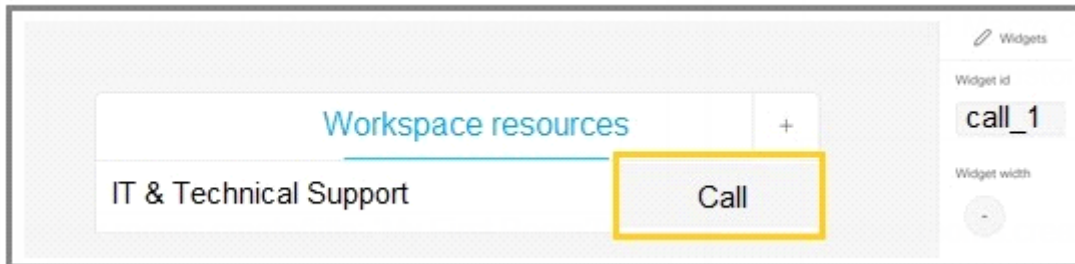 Widgets
Workspace resources +
Widget id
call_1
IT & Technical Support Call
Widget width
-